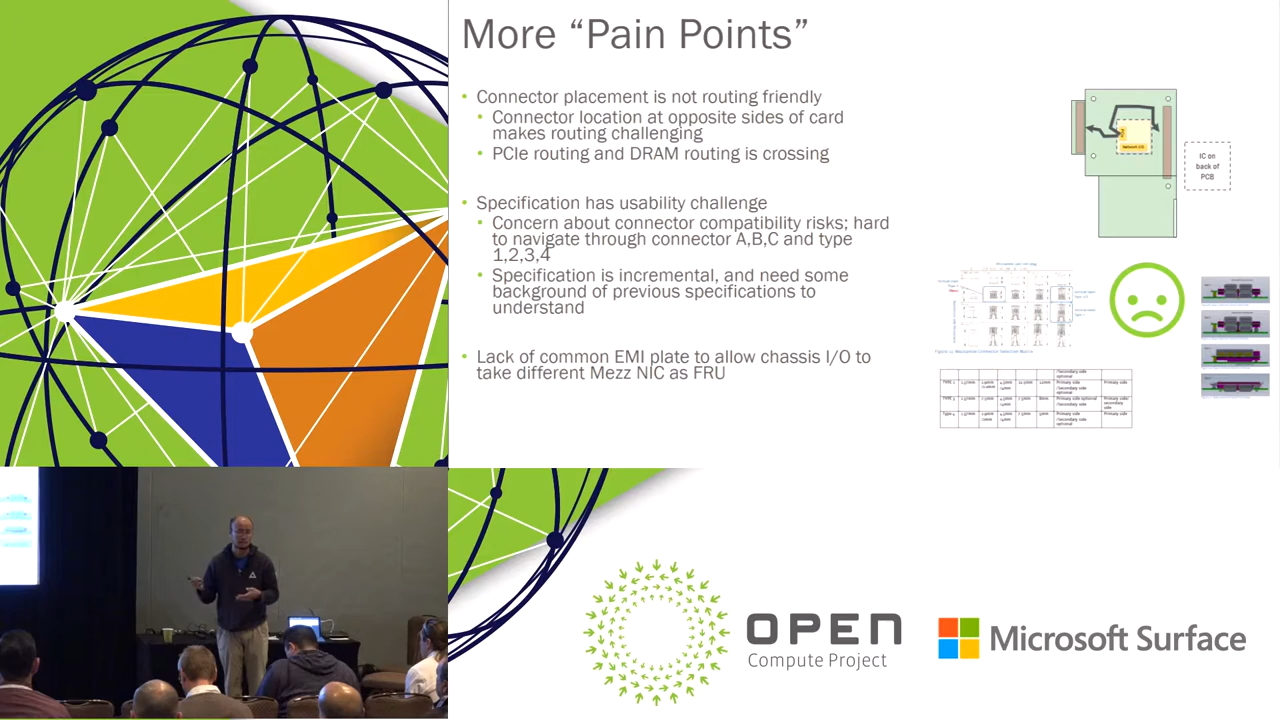 More “Pain Points”
• Connector placement is not routing friendly
• Connector location at opposite sides of card
makes routing challenging
• PCIe routing and DRAM routing is crossing
• Specification has usability challenge
• Concern about connector compatibility risks; hard
to navigate through connector A,B,C and type
1,2,3,4
• Specification is incremental, and need some
background of previous specifications to
understand
• Lack of common EMI plate to allow chassis I/O to
take different Mezz NIC as FRU
IC on
back of
PCB
OPEN
Compute Project
Microsoft Surface